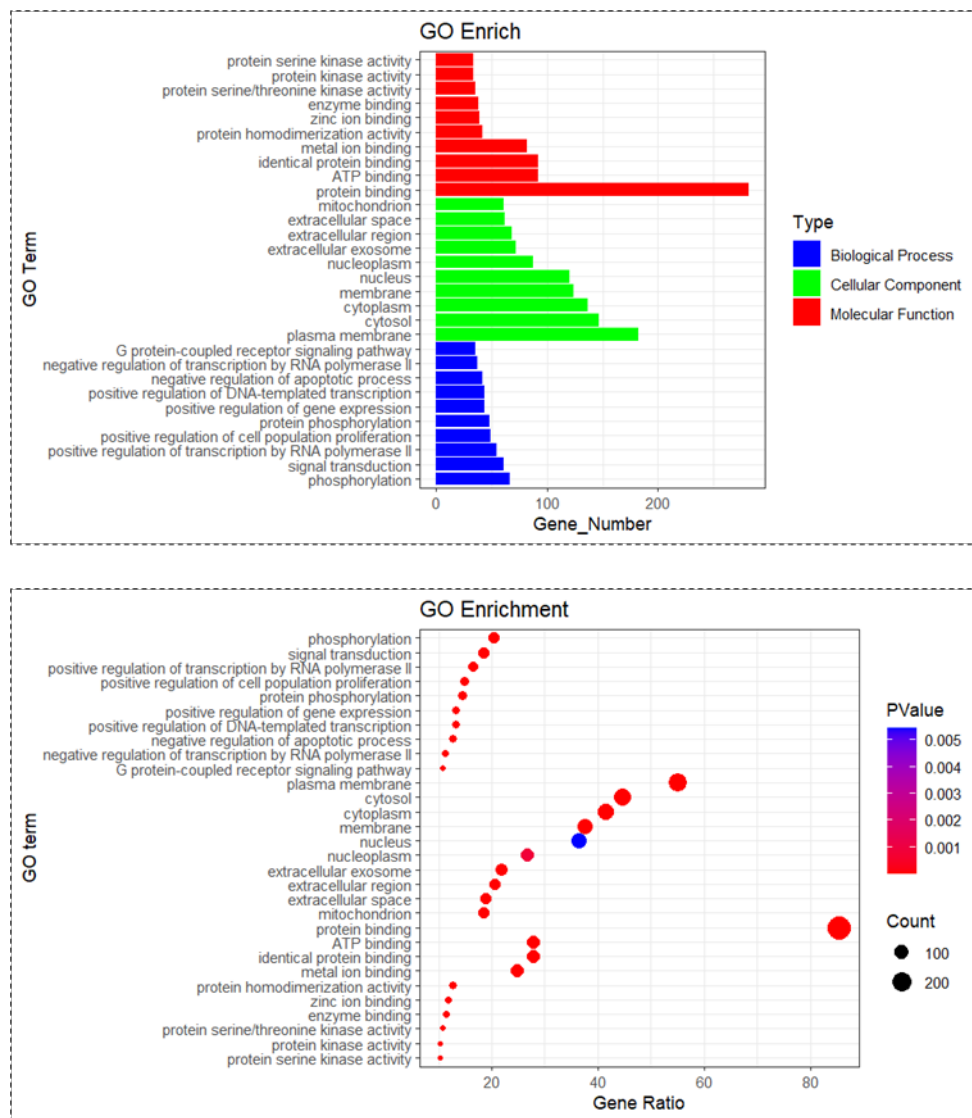 GO Enrich
protein serine kinase activity
protein kinase activity
protein serine/threonine kinase activity
enzyme binding
zinc ion binding
protein homodimerization activity
metal ion binding
identical protein binding
ATP binding
protein binding
mitochondrion
extracellular space
extracellular region
extracellular exosome
nucleoplasm
nucleus
membrane
cytoplasm
cytosol
plasma membrane
G protein-coupled receptor signaling pathway
negative regulation of transcription by RNA polymerase II
negative regulation of apoptotic process
positive regulation of DNA-templated transcription
positive regulation of gene expression
protein phosphorylation
positive regulation of cell population proliferation
positive regulation of transcription by RNA polymerase II
signal transduction
phosphorylation
GO Term
0 100 200
Gene_Number
Type
Biological Process
Cellular Component
Molecular Function
GO Enrichment
phosphorylation
signal transduction
positive regulation of transcription by RNA polymerase II
positive regulation of cell population proliferation
protein phosphorylation
positive regulation of gene expression
positive regulation of DNA-templated transcription
negative regulation of apoptotic process
negative regulation of transcription by RNA polymerase II
G protein-coupled receptor signaling pathway
plasma membrane
cytosol
cytoplasm
membrane
nucleus
nucleoplasm
extracellular exosome
extracellular region
extracellular space
mitochondrion
protein binding
ATP binding
identical protein binding
metal ion binding
protein homodimerization activity
zinc ion binding
enzyme binding
protein serine/threonine kinase activity
protein kinase activity
protein serine kinase activity
GO term
20 40 60 80
Gene Ratio
PValue
0.005
0.004
0.003
0.002
0.001
Count
100
200